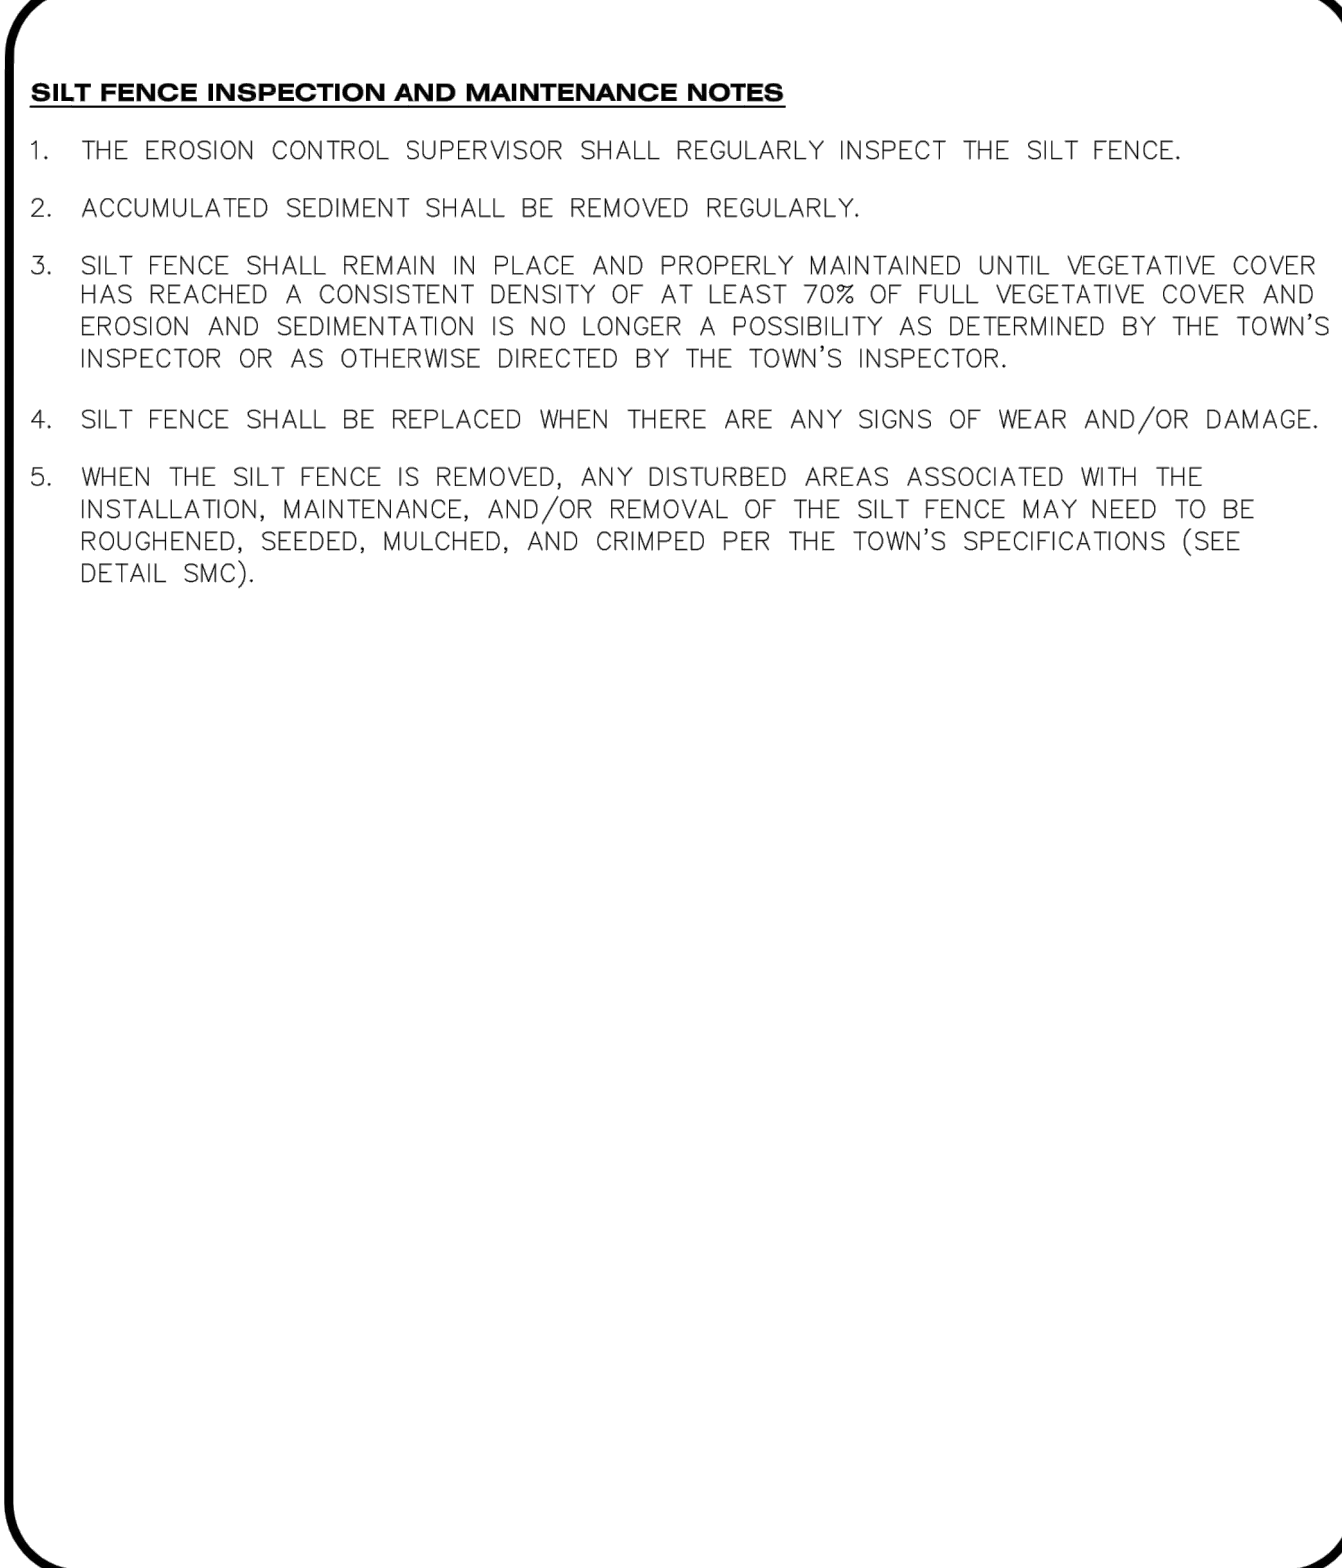 SILT FENCE INSPECTION AND MAINTENANCE NOTES
1. THE EROSION CONTROL SUPERVISOR SHALL REGULARLY INSPECT THE SILT FENCE.
2. ACCUMULATED SEDIMENT SHALL BE REMOVED REGULARLY.
3. SILT FENCE SHALL REMAIN IN PLACE AND PROPERLY MAINTAINED UNTIL VEGETATIVE COVER
HAS REACHED A CONSISTENT DENSITY OF AT LEAST 70% OF FULL VEGETATIVE COVER AND
EROSION AND SEDIMENTATION IS NO LONGER A POSSIBILITY AS DETERMINED BY THE TOWN'S
INSPECTOR OR AS OTHERWISE DIRECTED BY THE TOWN'S INSPECTOR.
4. SILT FENCE SHALL BE REPLACED WHEN THERE ARE ANY SIGNS OF WEAR AND/OR DAMAGE.
5. WHEN THE SILT FENCE IS REMOVED, ANY DISTURBED AREAS ASSOCIATED WITH THE
INSTALLATION, MAINTENANCE, AND/OR REMOVAL OF THE SILT FENCE MAY NEED TO BE
ROUGHENED, SEEDED, MULCHED, AND CRIMPED PER THE TOWN'S SPECIFICATIONS (SEE
DETAIL SMC).